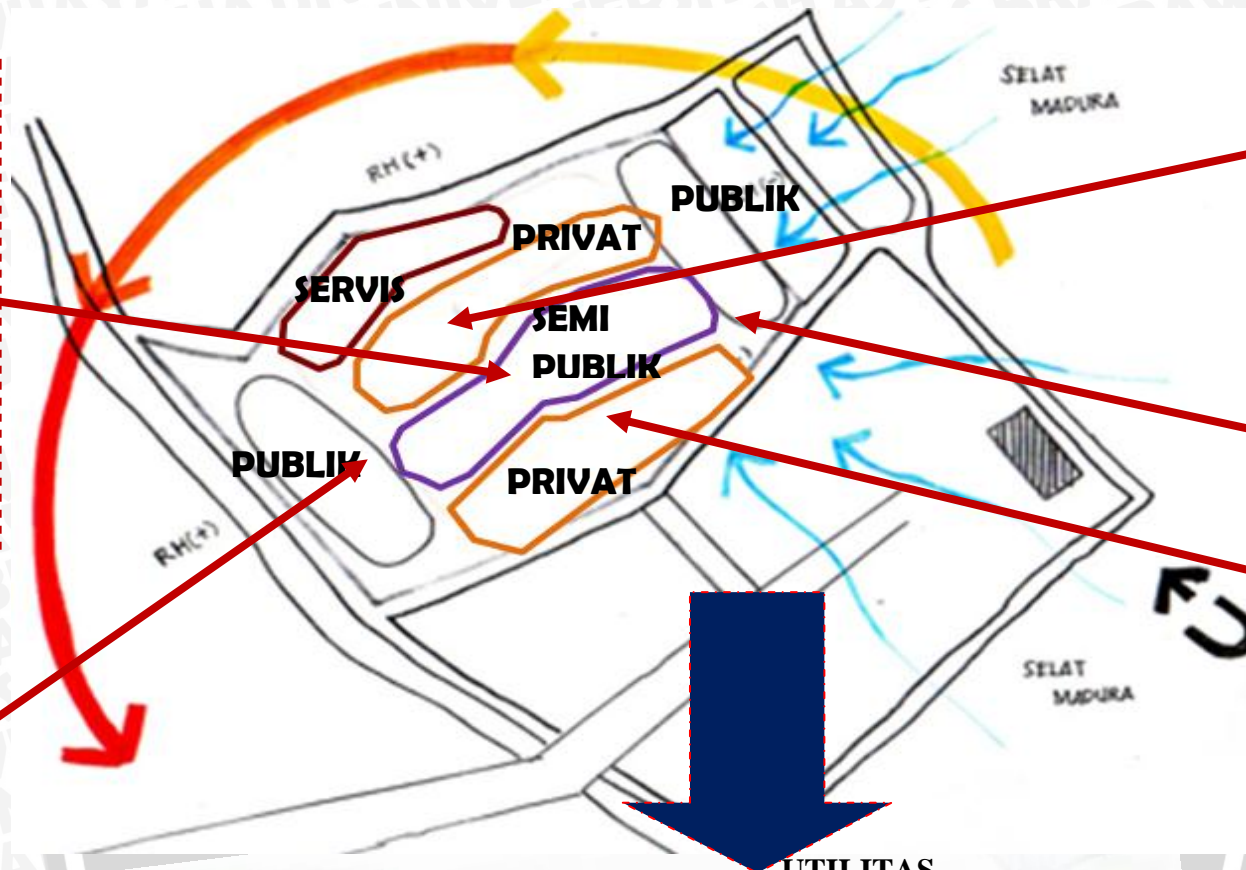 SELAT
MADURA
RH(+)
PUBLIK
PRIVAT
SERVIS
SEMI
PUBLIK
PUBLIK
PRIVAT
RH(+)
SELAT
MADURA
U
UTILITAS